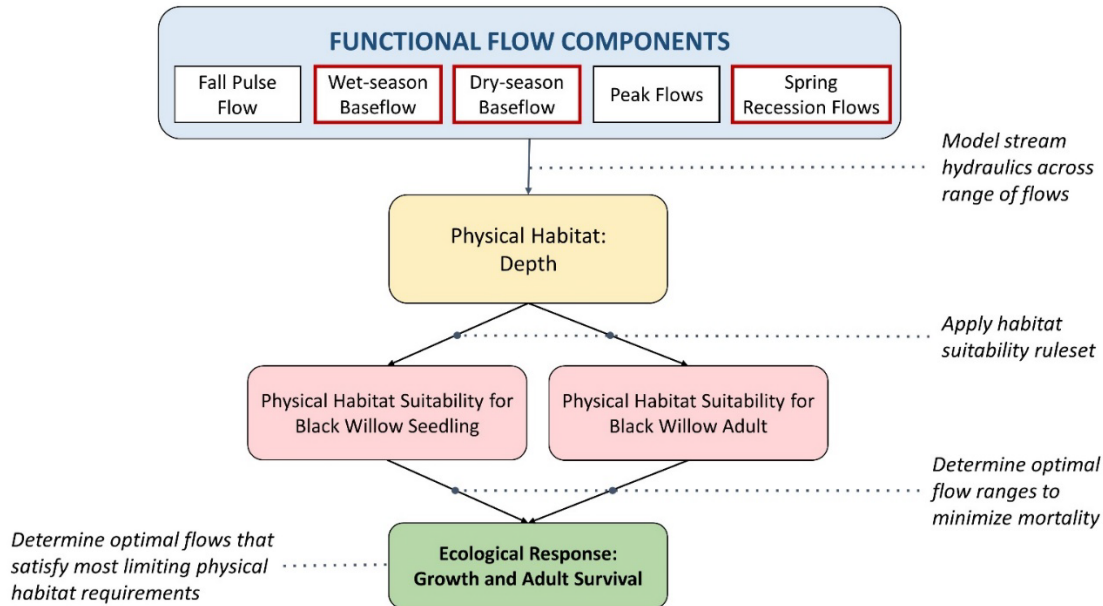 FUNCTIONAL FLOW COMPONENTS
Fall Pulse
Flow
Wet-season
Baseflow
Dry-season
Baseflow
Peak Flows
Spring
Recession Flows
Model stream
hydraulics across
range of flows
Physical Habitat:
Depth
Apply habitat
suitability ruleset
Physical Habitat Suitability for
Black Willow Seedling
Physical Habitat Suitability for
Black Willow Adult
Determine optimal
flow ranges to
minimize mortality
Determine optimal flows that
satisfy most limiting physical
habitat requirements
Ecological Response:
Growth and Adult Survival